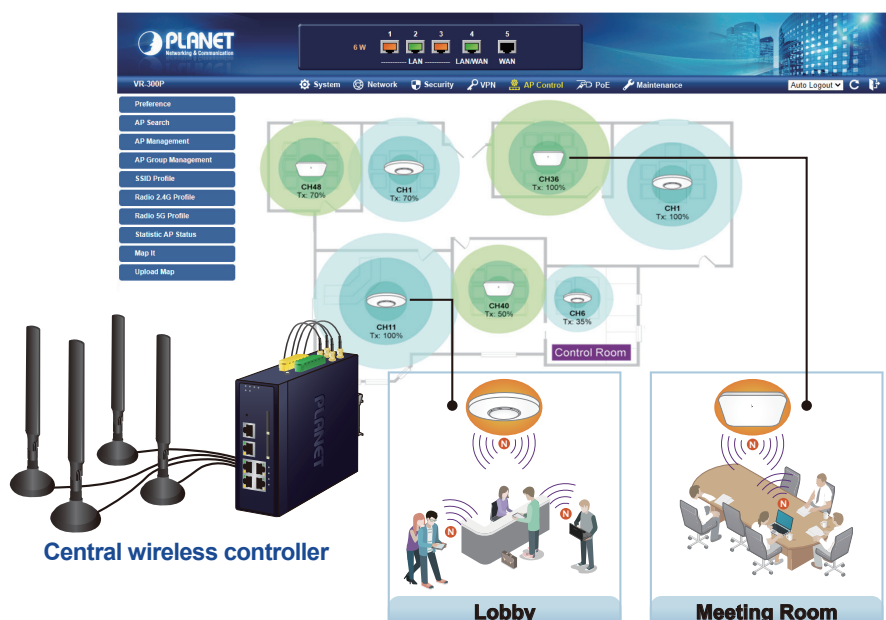 PLANET
Networking & Communication
6 W
1 2 3 4 5
LAN LAN/WAN WAN
VR-300P
System Network Security VPN AP Control PoE Maintenance
Auto Logout
Preference
AP Search
AP Management
AP Group Management
SSID Profile
Radio 2.4G Profile
Radio 5G Profile
Statistic AP Status
Map It
Upload Map
CH48
Tx: 70%
CH1
Tx: 70%
CH36
Tx: 100%
CH1
Tx: 100%
CH11
Tx: 100%
CH40
Tx: 50%
CH6
Tx: 35%
Control Room
PLANET
N
N
N
N
N
Central wireless controller
Lobby
Meeting Room